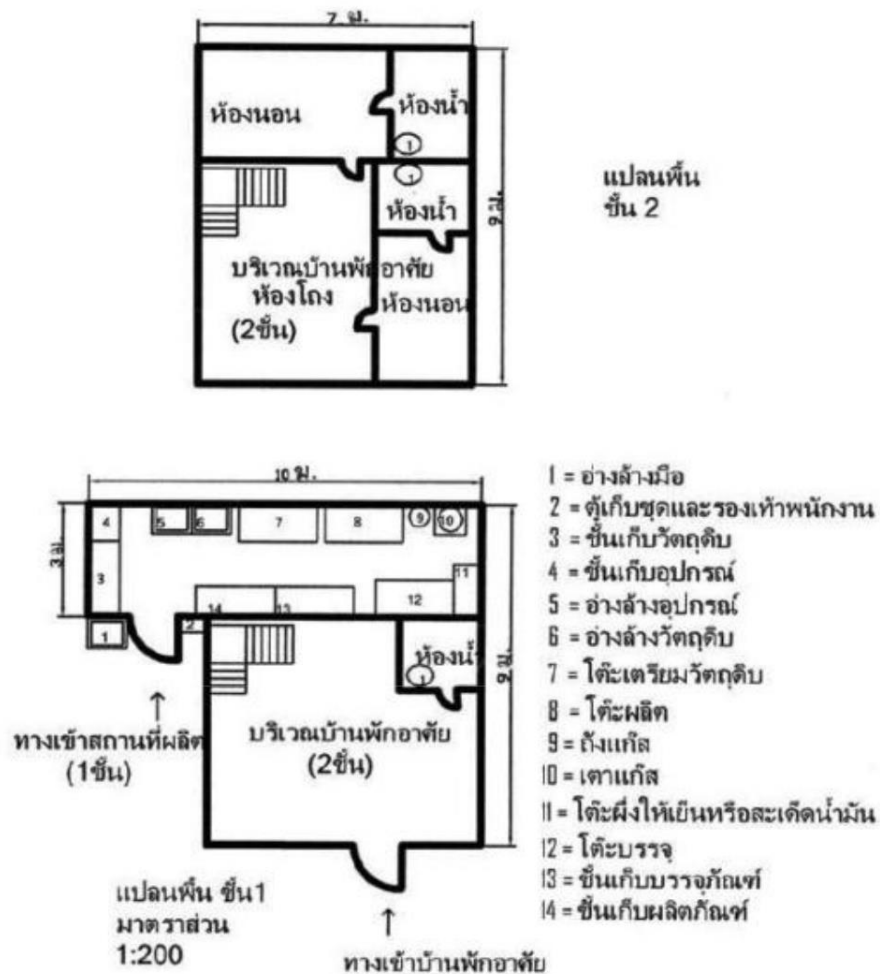 7 ม.
ห้องนอน
ห้องน้ำ
1
1
ห้องน้ำ
9 ม.
แปลนพื้น
ชั้น 2
บริเวณบ้านพักอาศัย
ห้องโถง
(2ชั้น)
ห้องนอน
10 ม.
3 ม.
4
5
6
7
8
9
10
3
11
14
13
12
1
2
ห้องน้ำ
1
9 ม.
ทางเข้าสถานที่ผลิต
(1ชั้น)
บริเวณบ้านพักอาศัย
(2ชั้น)
แปลนพื้น ชั้น1
มาตราส่วน
1:200
ทางเข้าบ้านพักอาศัย
1 = อ่างล้างมือ
2 = ตู้เก็บชุดและรองเท้าพนักงาน
3 = ชั้นเก็บวัตถุดิบ
4 = ชั้นเก็บอุปกรณ์
5 = อ่างล้างอุปกรณ์
6 = อ่างล้างวัตถุดิบ
7 = โต๊ะเตรียมวัตถุดิบ
8 = โต๊ะผลิต
9 = ถังแก๊ส
10 = เตาแก๊ส
11 = โต๊ะผึ่งให้เย็นหรือสะเด็ดน้ำมัน
12 = โต๊ะบรรจุ
13 = ชั้นเก็บบรรจุภัณฑ์
14 = ชั้นเก็บผลิตภัณฑ์